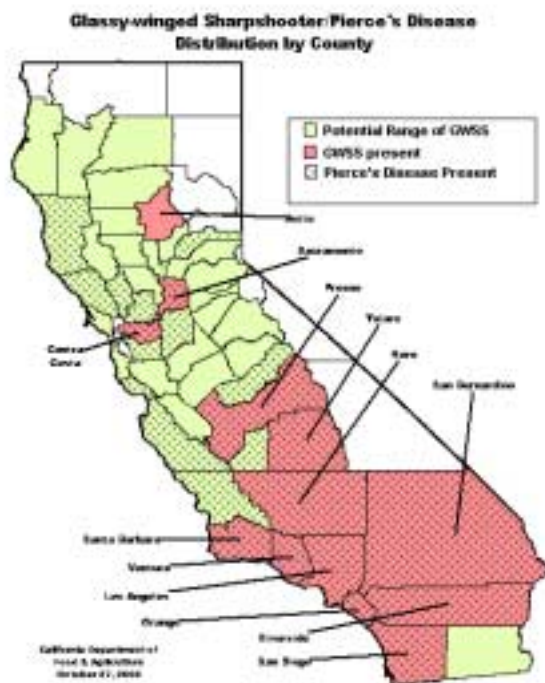 Glassy-winged Sharpshooter/Pierce's Disease
Distribution by County
Potential Range of GWSS
GWSS present
Pierce's Disease Present
Butte
Sacramento
Fresno
Tulare
Kern
San Bernardino
Contra
Costa
Santa Barbara
Ventura
Los Angeles
Orange
Riverside
San Diego
California Department of
Food & Agriculture
October 27,